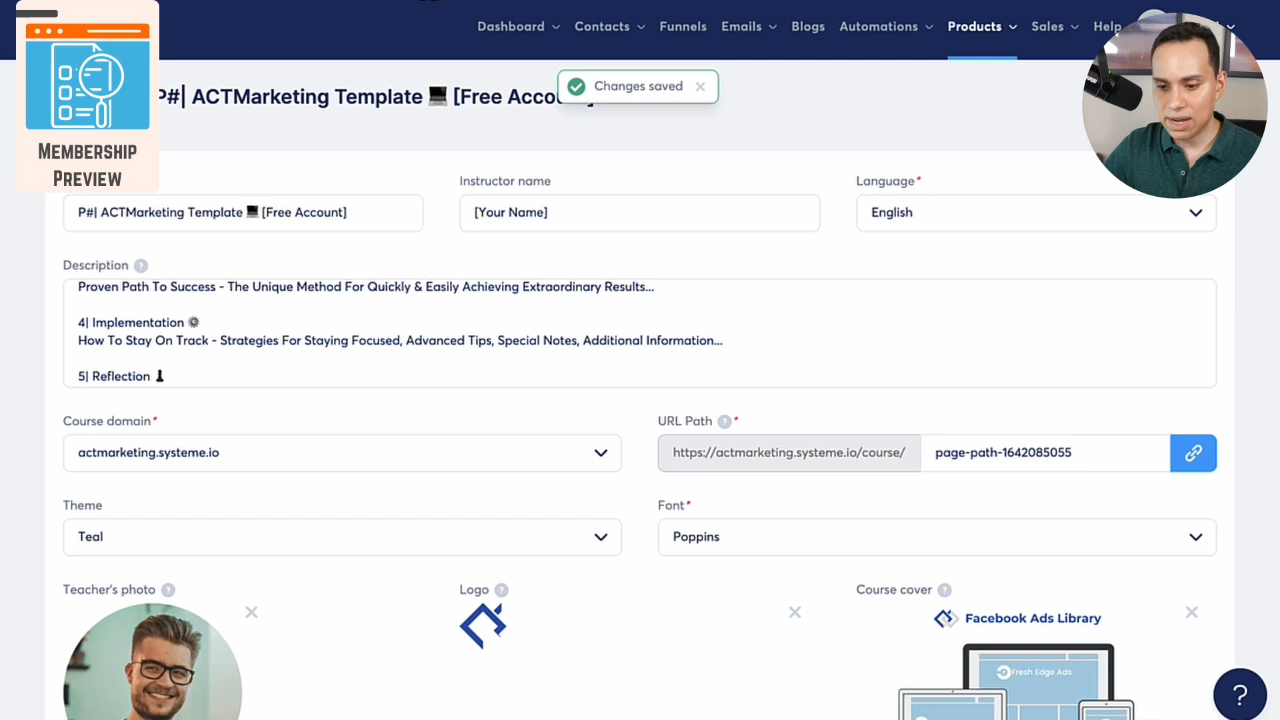 Dashboard Contacts Funnels Emails Blogs Automations Products Sales Help
Membership
Preview
P#| ACTMarketing Template 💻 [Free Acco
Changes saved
Instructor name
Language*
P#| ACTMarketing Template 💻 [Free Account]
[Your Name]
English
Description ?
Proven Path To Success - The Unique Method For Quickly & Easily Achieving Extraordinary Results...
4| Implementation ⚙️
How To Stay On Track - Strategies For Staying Focused, Advanced Tips, Special Notes, Additional Information...
5| Reflection ♟️
Course domain*
URL Path ? *
actmarketing.systeme.io
https://actmarketing.systeme.io/course/ page-path-1642085055
Theme
Font*
Teal
Poppins
Teacher's photo ?
Logo ?
Course cover ?
Facebook Ads Library
Fresh Edge Ads
?